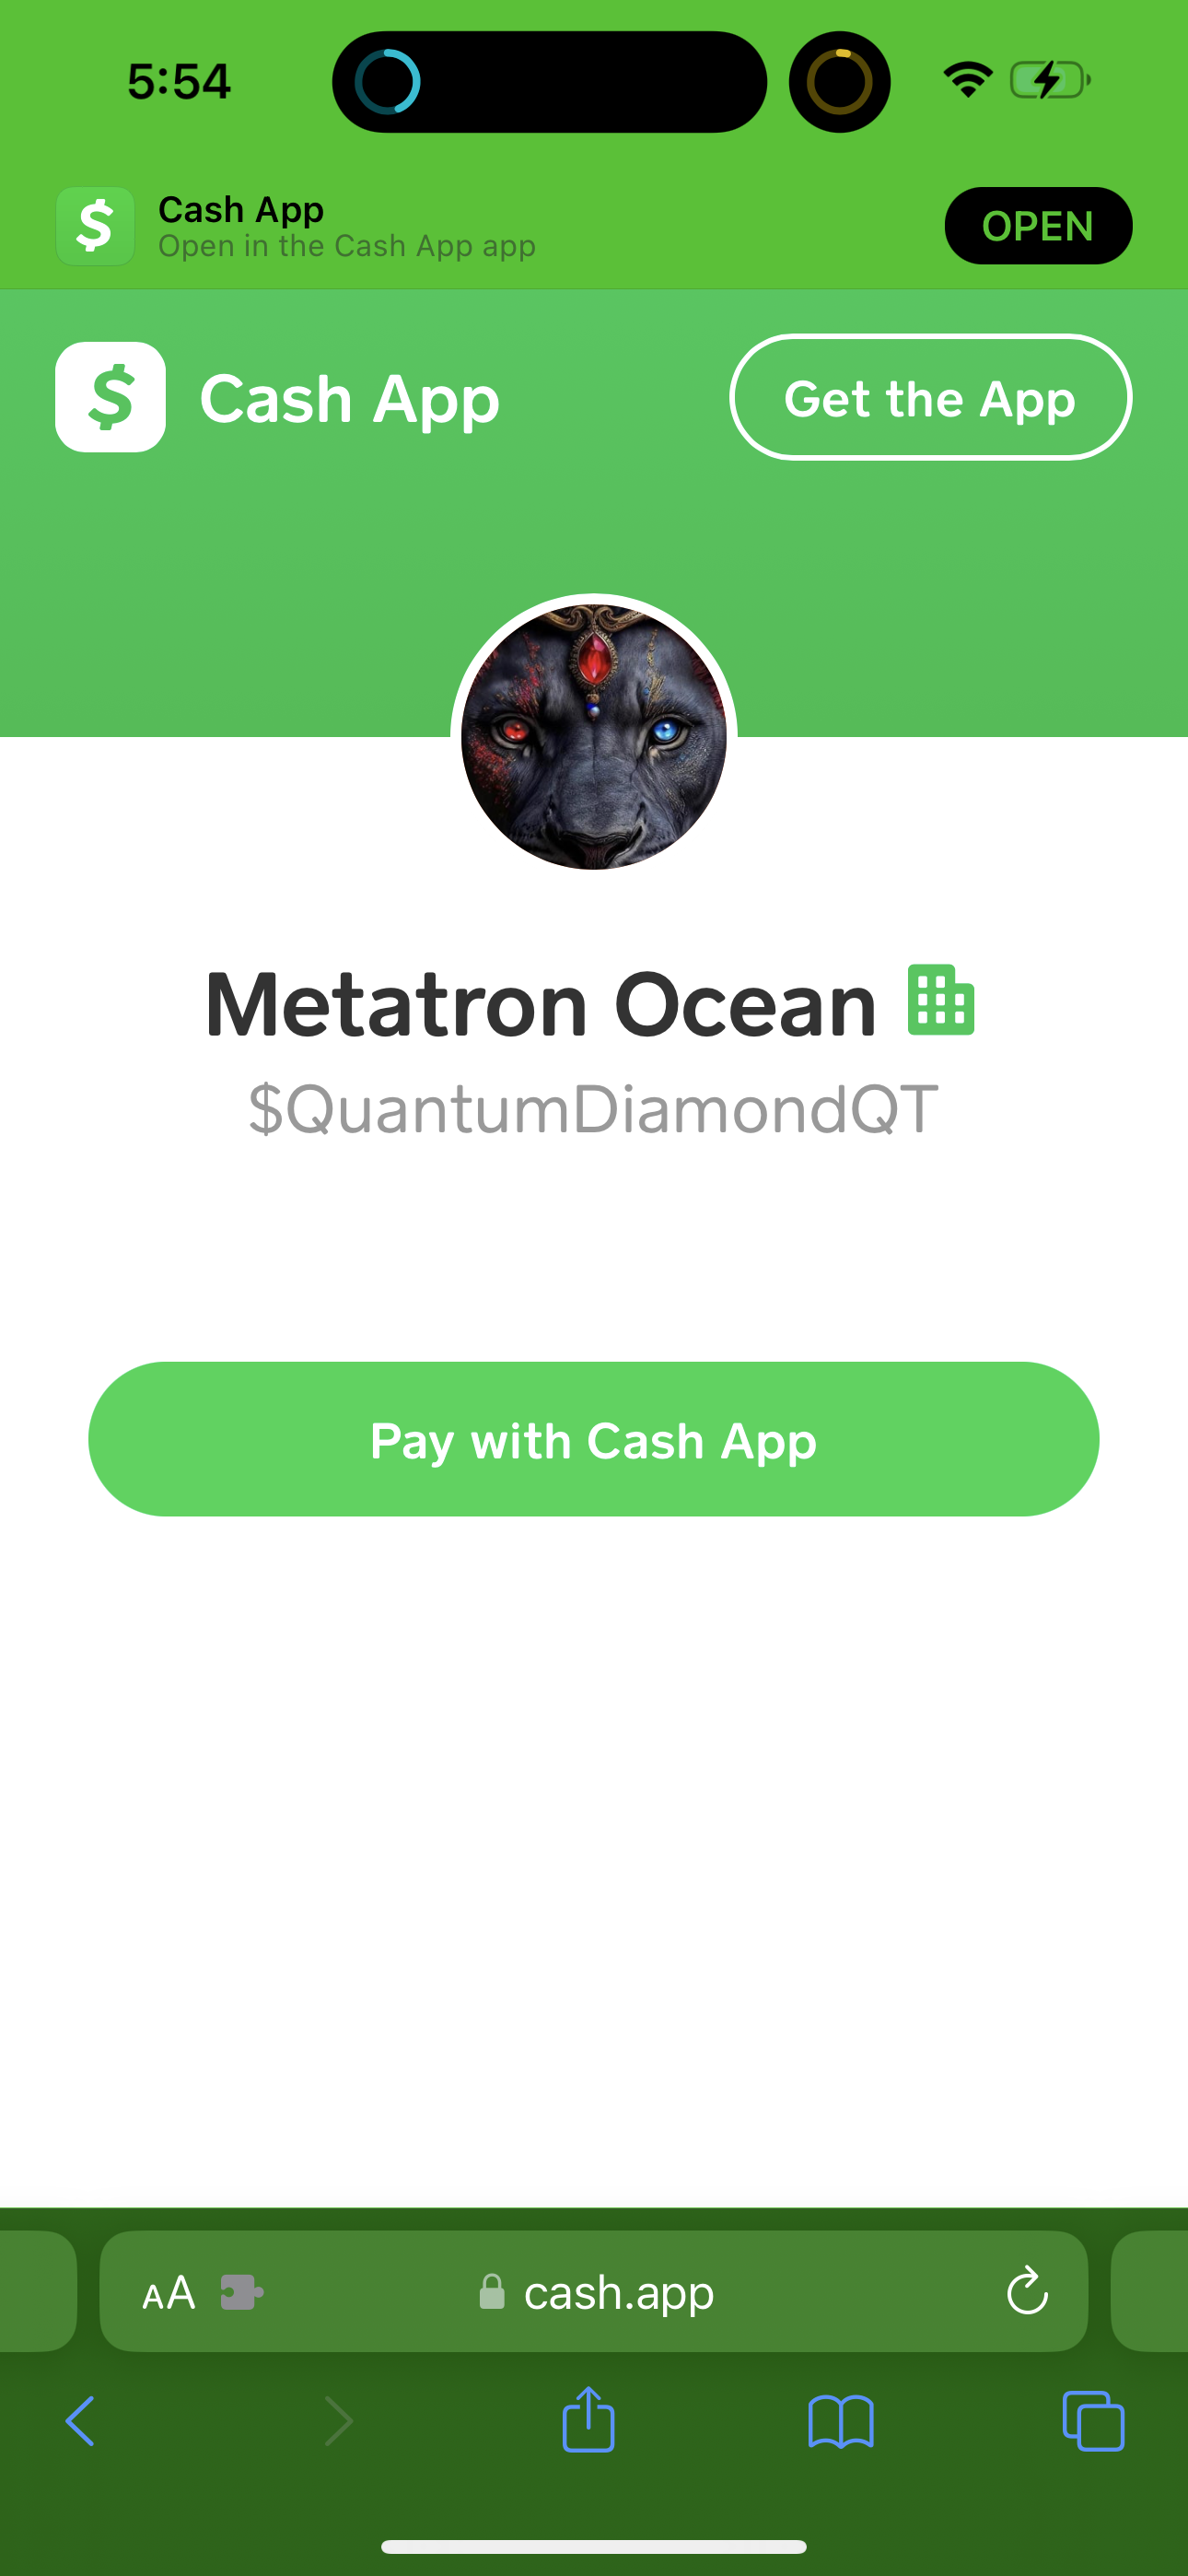 5:54
Cash App
Open in the Cash App app
OPEN
Cash App
Get the App
Metatron Ocean
$QuantumDiamondQT
Pay with Cash App
AA
cash.app